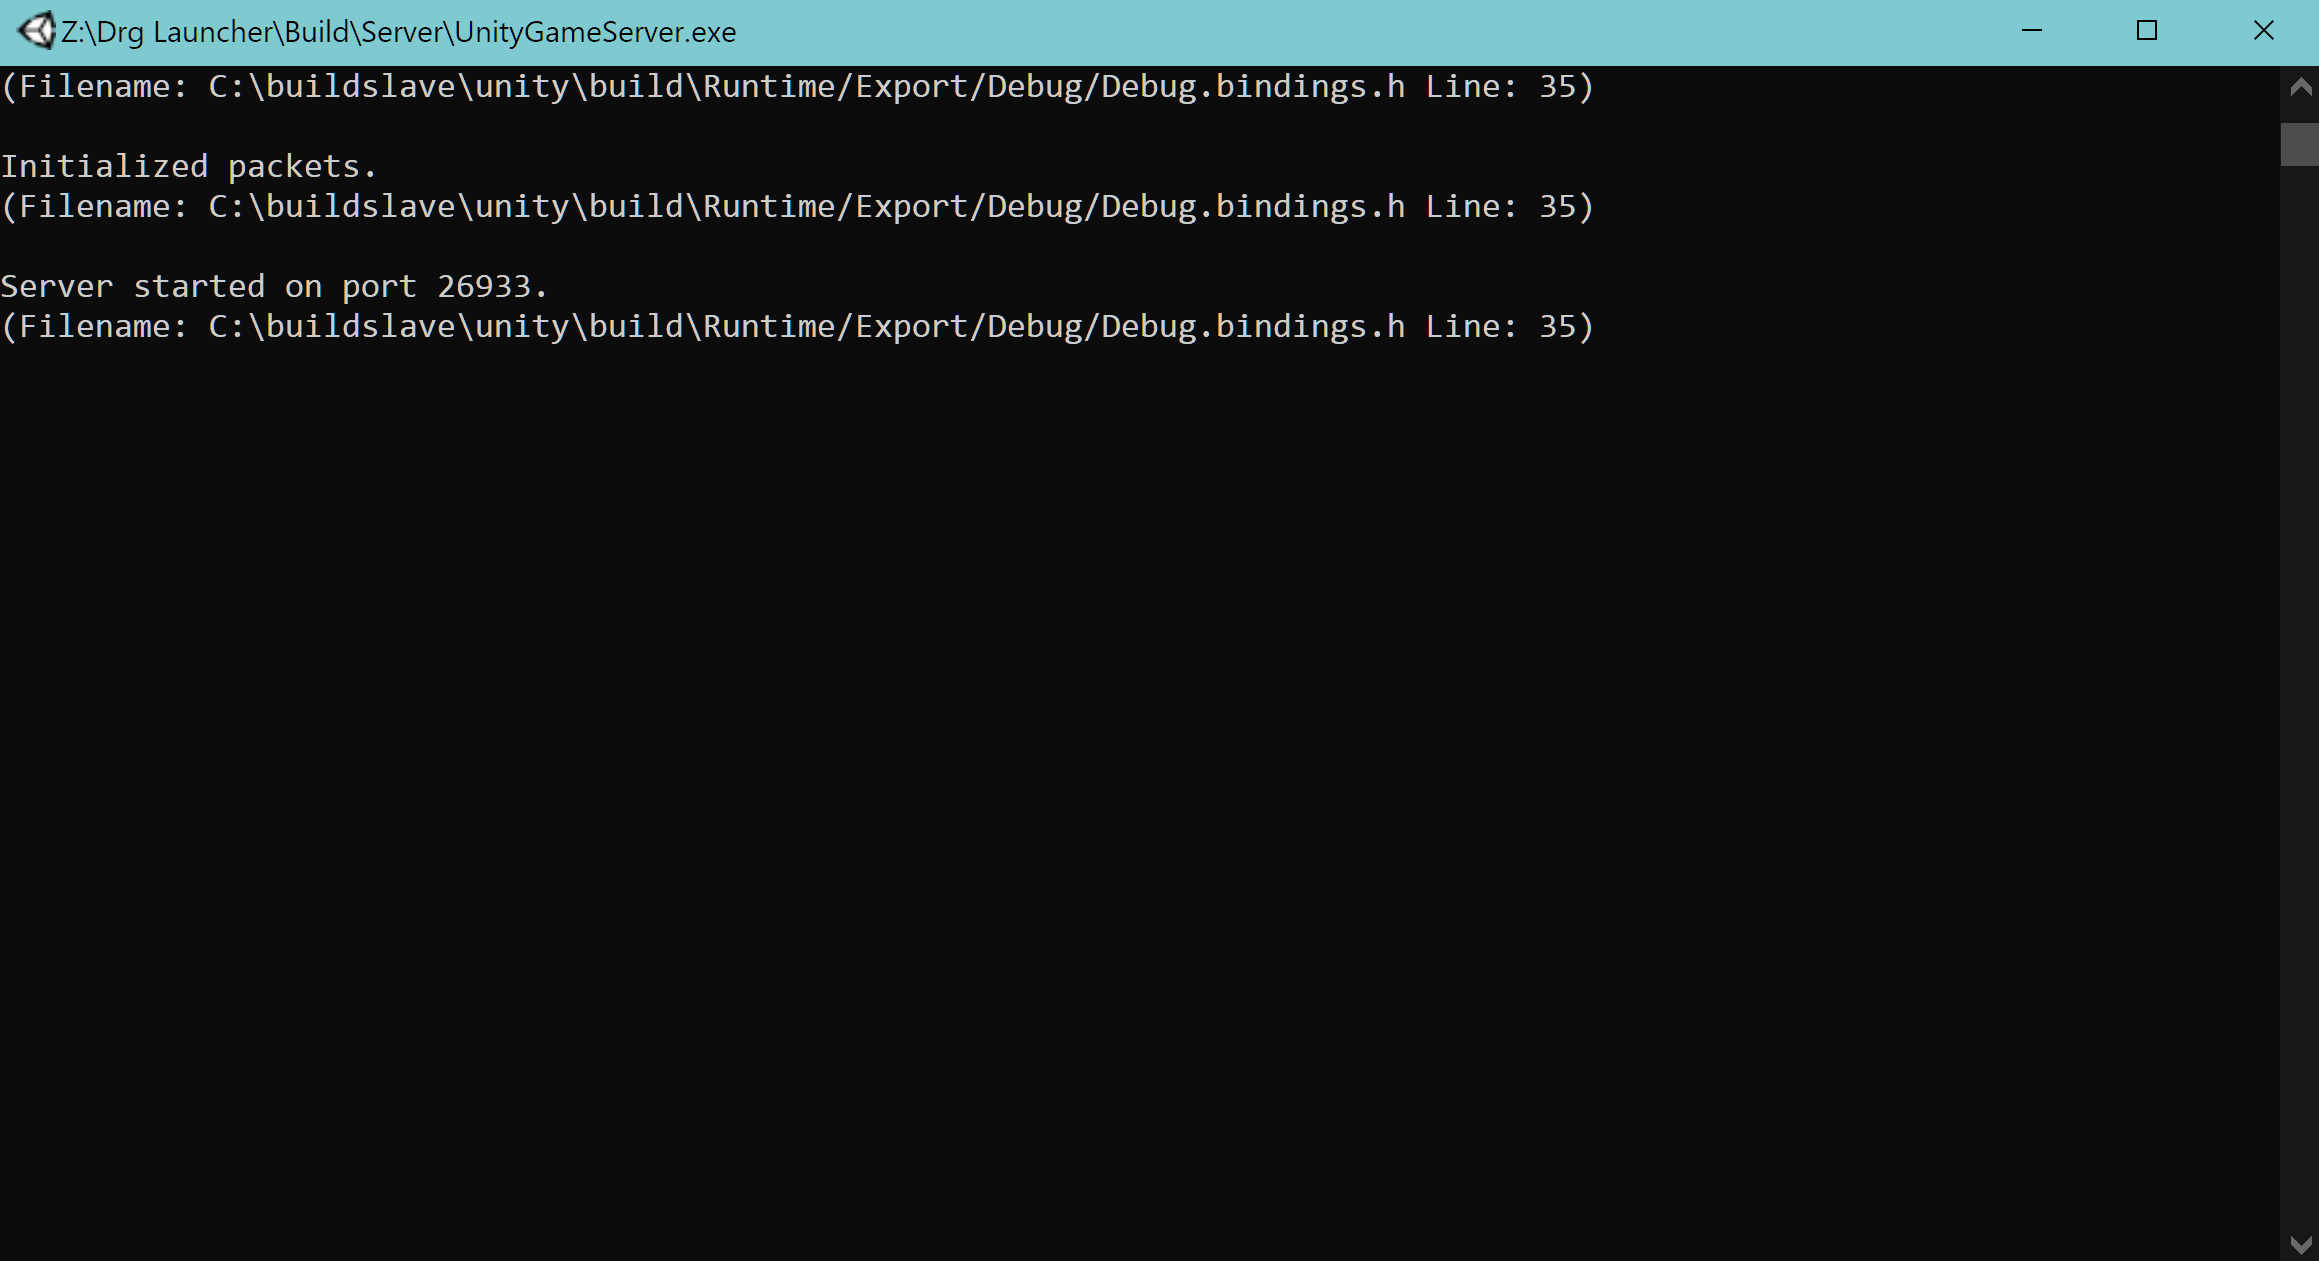 Z:\Drg Launcher\Build\Server\UnityGameServer.exe
(Filename: C:\buildslave\unity\build\Runtime/Export/Debug/Debug.bindings.h Line: 35)
Initialized packets.
(Filename: C:\buildslave\unity\build\Runtime/Export/Debug/Debug.bindings.h Line: 35)
Server started on port 26933.
(Filename: C:\buildslave\unity\build\Runtime/Export/Debug/Debug.bindings.h Line: 35)